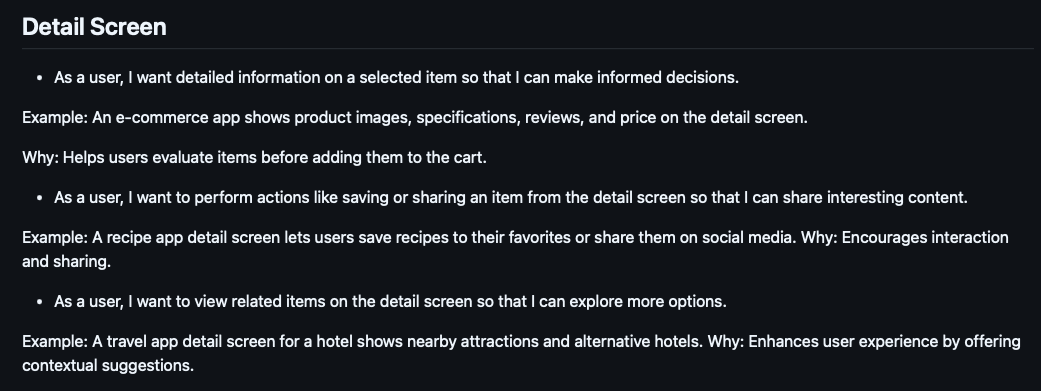 Detail Screen
• As a user, I want detailed information on a selected item so that I can make informed decisions.
Example: An e-commerce app shows product images, specifications, reviews, and price on the detail screen.
Why: Helps users evaluate items before adding them to the cart.
• As a user, I want to perform actions like saving or sharing an item from the detail screen so that I can share interesting content.
Example: A recipe app detail screen lets users save recipes to their favorites or share them on social media. Why: Encourages interaction
and sharing.
• As a user, I want to view related items on the detail screen so that I can explore more options.
Example: A travel app detail screen for a hotel shows nearby attractions and alternative hotels. Why: Enhances user experience by offering
contextual suggestions.